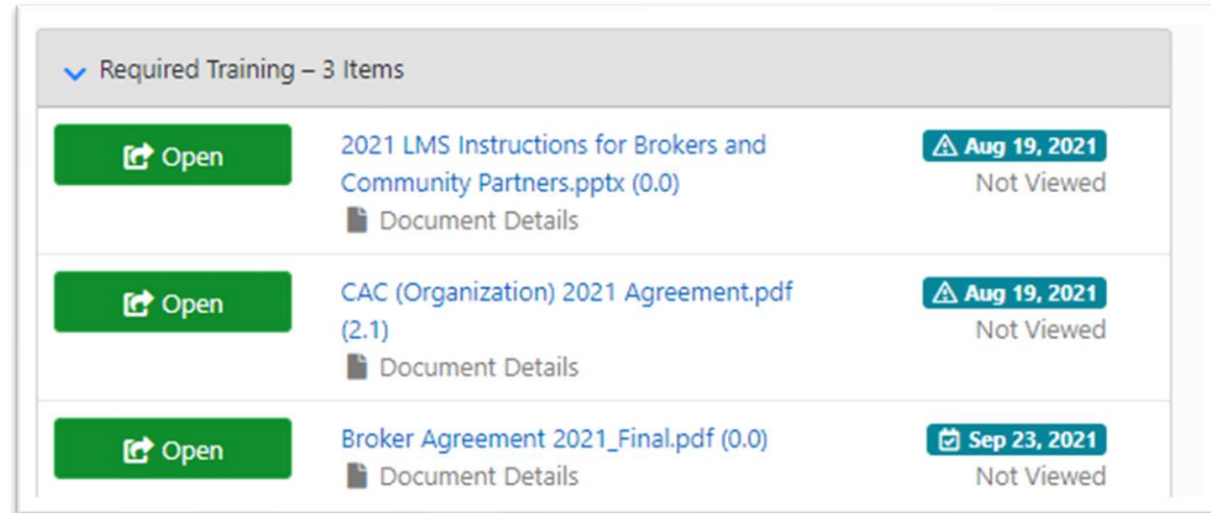 Required Training – 3 Items
Open
2021 LMS Instructions for Brokers and
Community Partners.pptx (0.0)
Document Details
Aug 19, 2021
Not Viewed
Open
CAC (Organization) 2021 Agreement.pdf
(2.1)
Document Details
Aug 19, 2021
Not Viewed
Open
Broker Agreement 2021_Final.pdf (0.0)
Document Details
Sep 23, 2021
Not Viewed